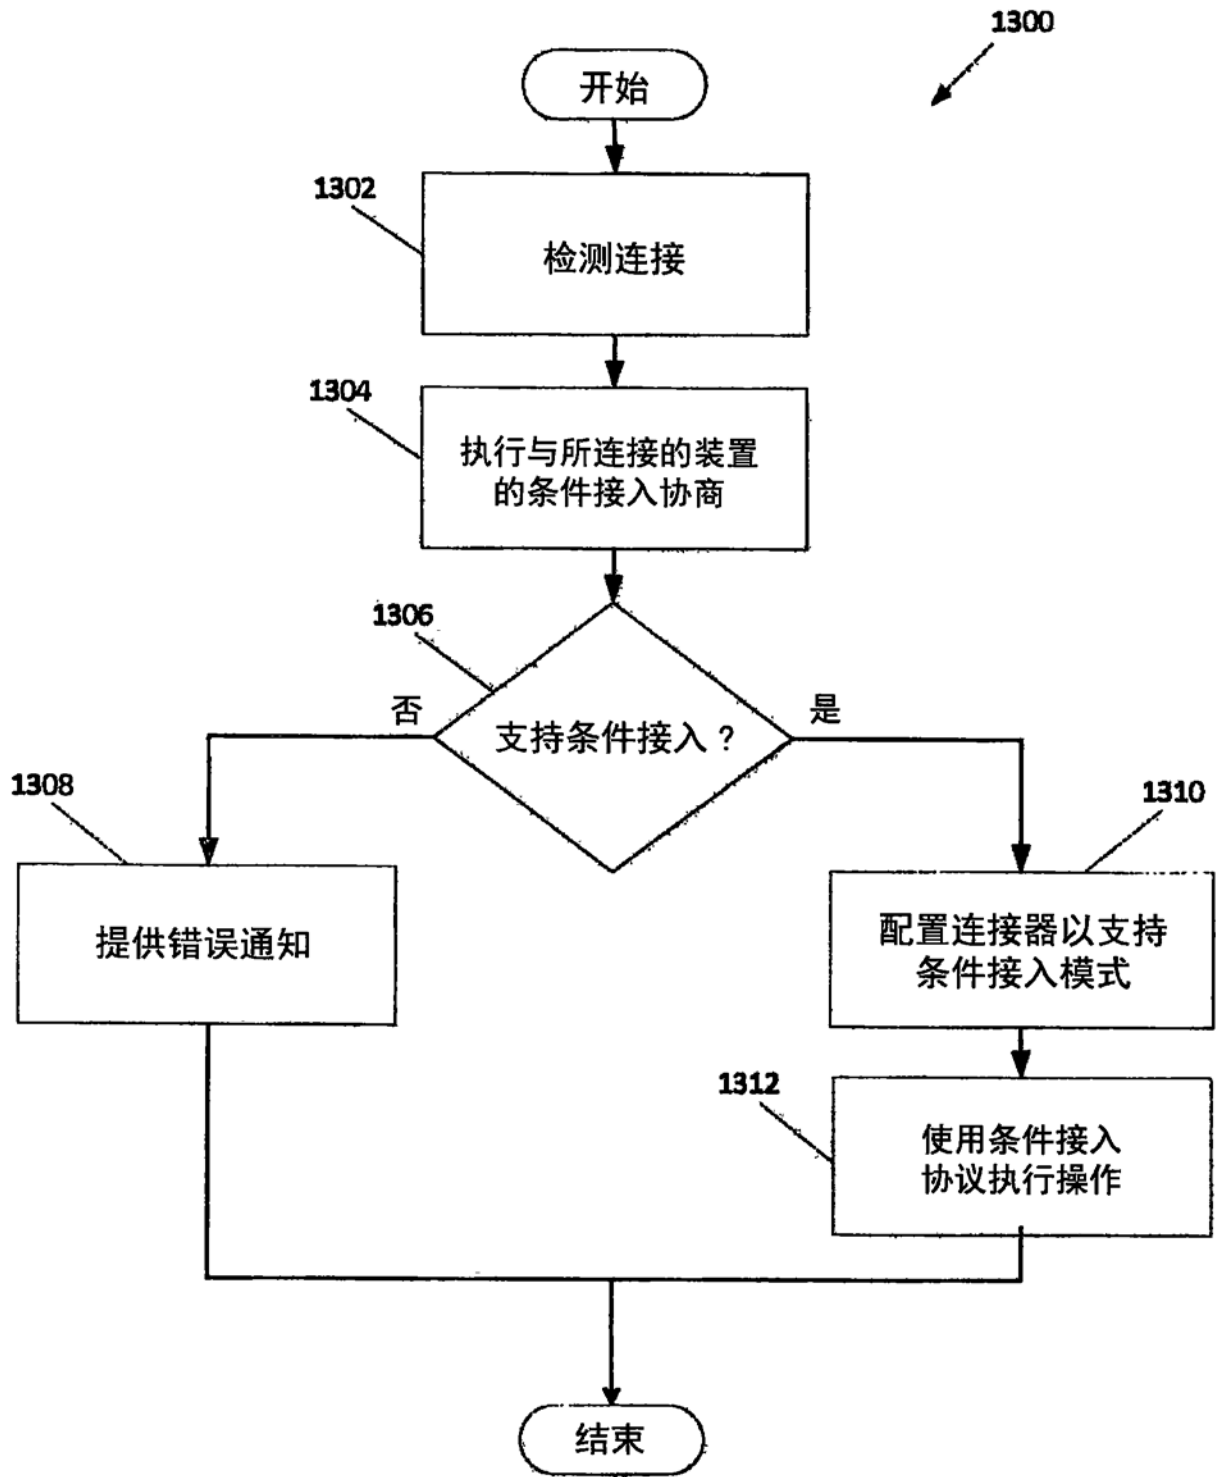 1300
开始
1302
检测连接
1304
执行与所连接的装置
的条件接入协商
1306
否
支持条件接入？
是
1308
提供错误通知
1310
配置连接器以支持
条件接入模式
1312
使用条件接入
协议执行操作
结束